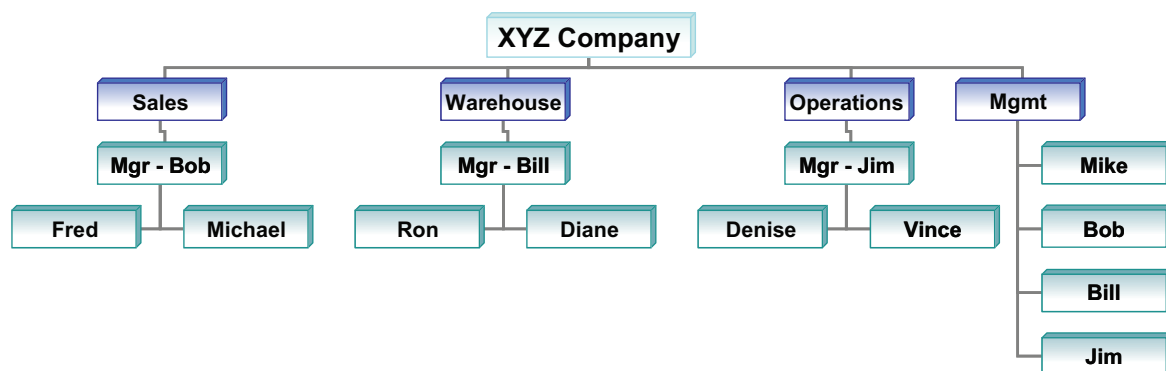 XYZ Company
Sales
Warehouse
Operations
Mgmt
Mgr - Bob
Mgr - Bill
Mgr - Jim
Mike
Fred
Michael
Ron
Diane
Denise
Vince
Bob
Bill
Jim